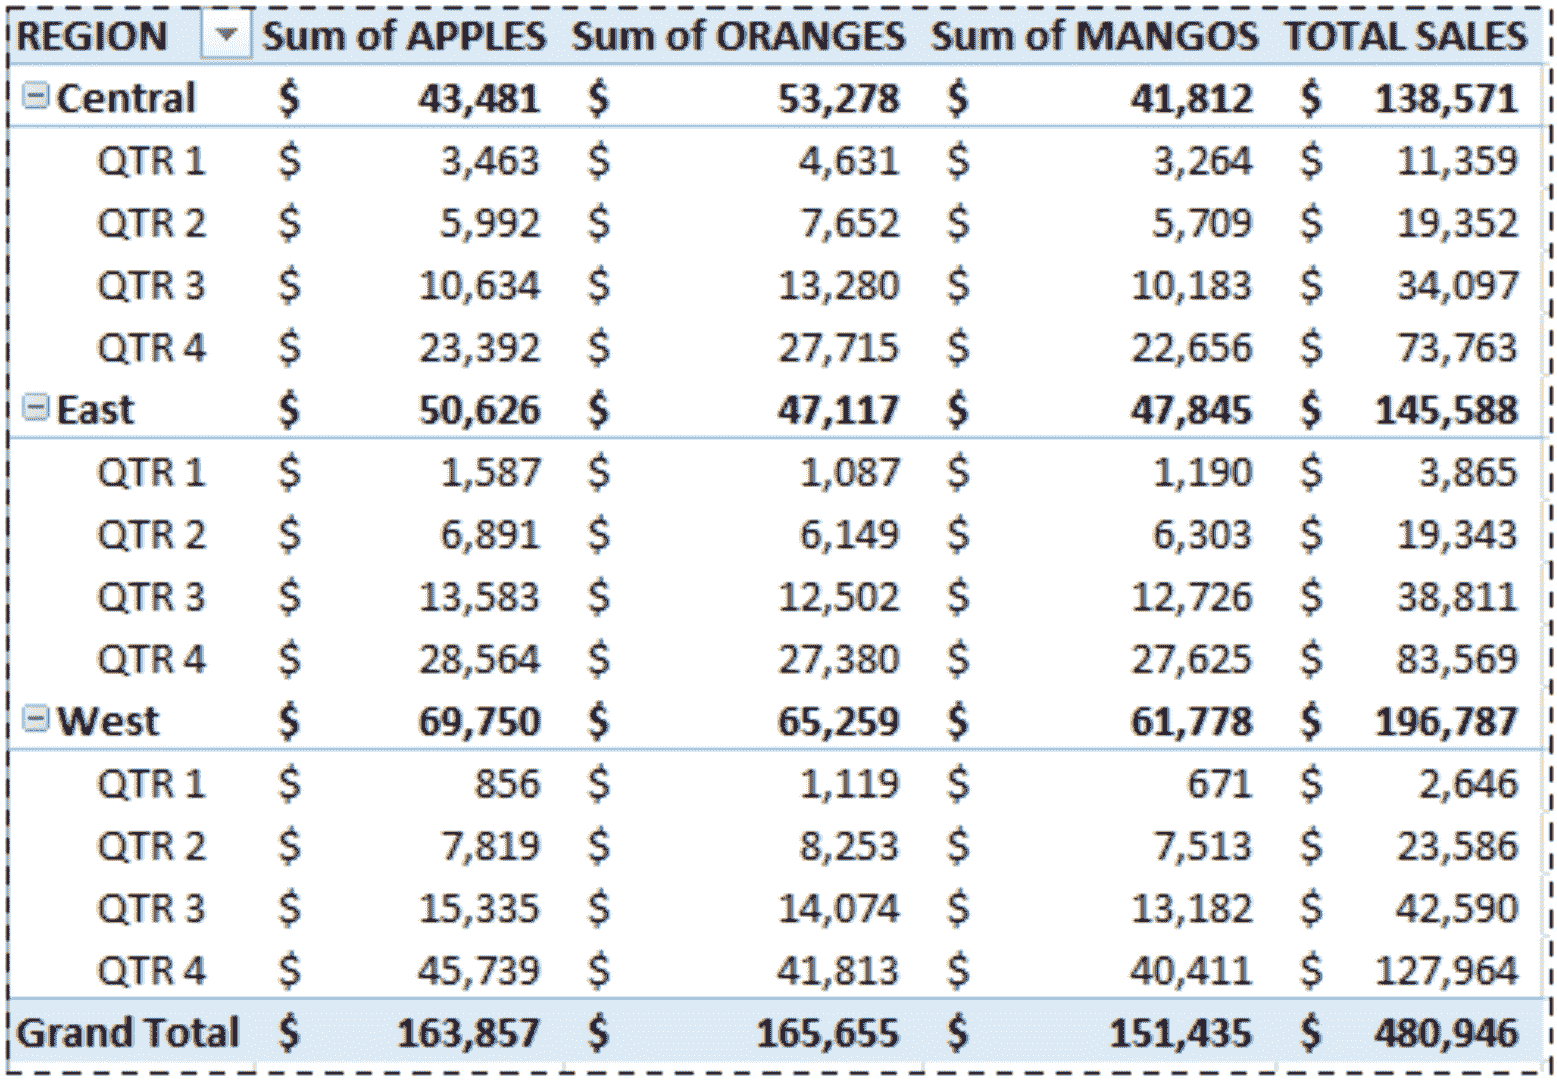 REGION Sum of APPLES Sum of ORANGES Sum of MANGOS TOTAL SALES
Central $ 43,481 $ 53,278 $ 41,812 $ 138,571
QTR 1 $ 3,463 $ 4,631 $ 3,264 $ 11,359
QTR 2 $ 5,992 $ 7,652 $ 5,709 $ 19,352
QTR 3 $ 10,634 $ 13,280 $ 10,183 $ 34,097
QTR 4 $ 23,392 $ 27,715 $ 22,656 $ 73,763
East $ 50,626 $ 47,117 $ 47,845 $ 145,588
QTR 1 $ 1,587 $ 1,087 $ 1,190 $ 3,865
QTR 2 $ 6,891 $ 6,149 $ 6,303 $ 19,343
QTR 3 $ 13,583 $ 12,502 $ 12,726 $ 38,811
QTR 4 $ 28,564 $ 27,380 $ 27,625 $ 83,569
West $ 69,750 $ 65,259 $ 61,778 $ 196,787
QTR 1 $ 856 $ 1,119 $ 671 $ 2,646
QTR 2 $ 7,819 $ 8,253 $ 7,513 $ 23,586
QTR 3 $ 15,335 $ 14,074 $ 13,182 $ 42,590
QTR 4 $ 45,739 $ 41,813 $ 40,411 $ 127,964
Grand Total $ 163,857 $ 165,655 $ 151,435 $ 480,946